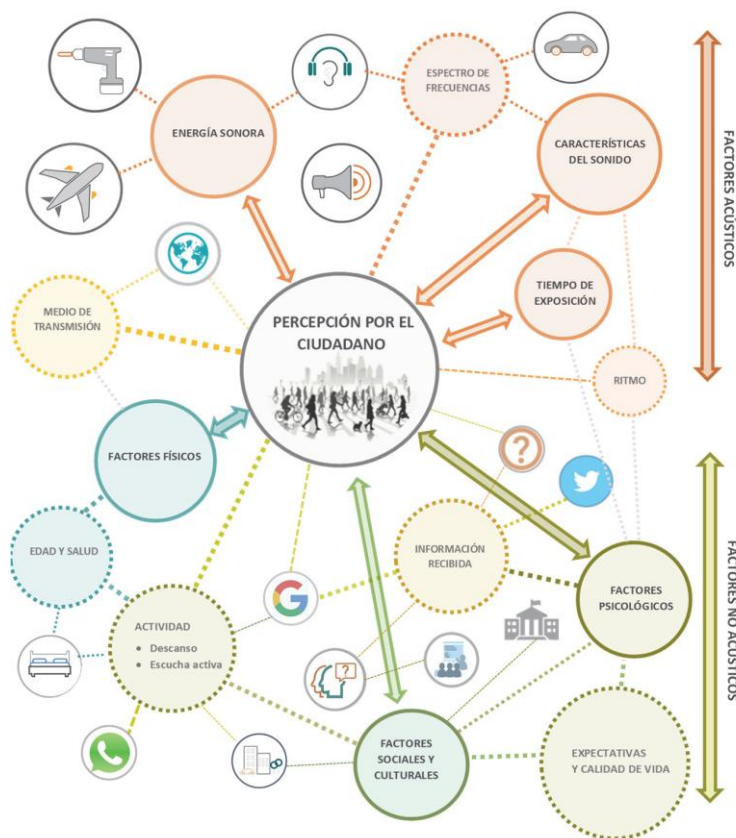 ENERGÍA SONORA
ESPECTRO DE
FRECUENCIAS
CARACTERÍSTICAS
DEL SONIDO
FACTORES ACÚSTICOS
TIEMPO DE
EXPOSICIÓN
MEDIO DE
TRANSMISIÓN
PERCEPCIÓN POR EL
CIUDADANO
RITMO
FACTORES FÍSICOS
?
EDAD Y SALUD
INFORMACIÓN
RECIBIDA
FACTORES
PSICOLÓGICOS
FACTORES NO ACÚSTICOS
G
ACTIVIDAD
• Descanso
• Escucha activa
?
FACTORES
SOCIALES Y
CULTURALES
EXPECTATIVAS
Y CALIDAD DE VIDA